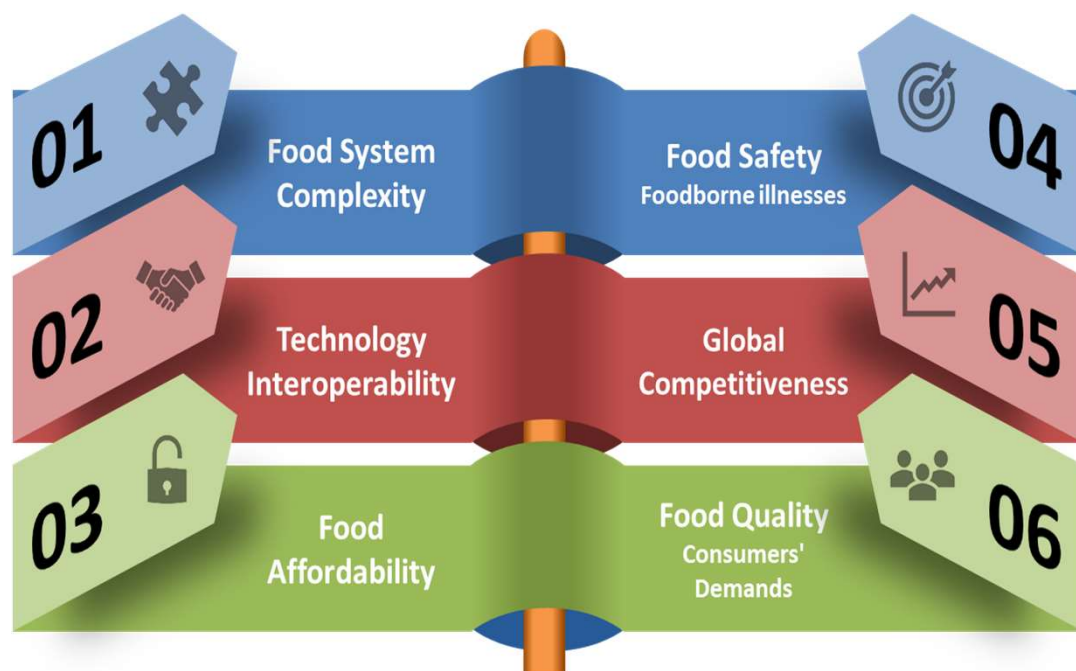 01
Food System
Complexity
02
Technology
Interoperability
03
Food
Affordability
04
Food Safety
Foodborne illnesses
05
Global
Competitiveness
06
Food Quality
Consumers'
Demands